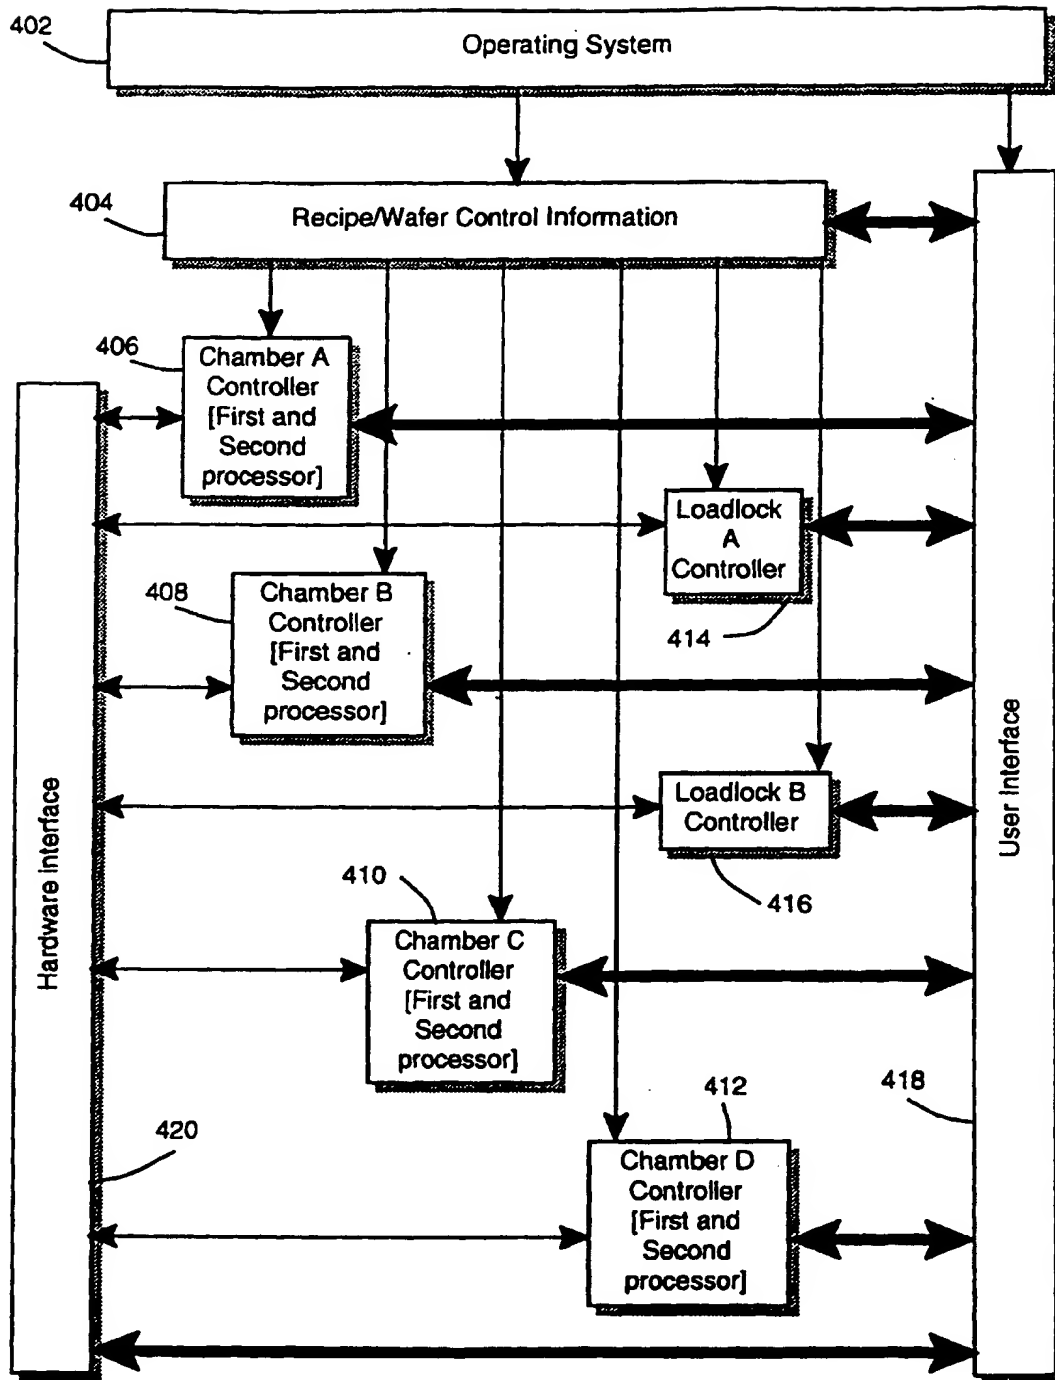 402
Operating System
404
Recipe/Wafer Control Information
406
Chamber A
Controller
[First and
Second
processor]
Loadlock
A
Controller
414
408
Chamber B
Controller
[First and
Second
processor]
Loadlock B
Controller
416
410
Chamber C
Controller
[First and
Second
processor]
412
Chamber D
Controller
[First and
Second
processor]
418
420
Hardware Interface
User Interface